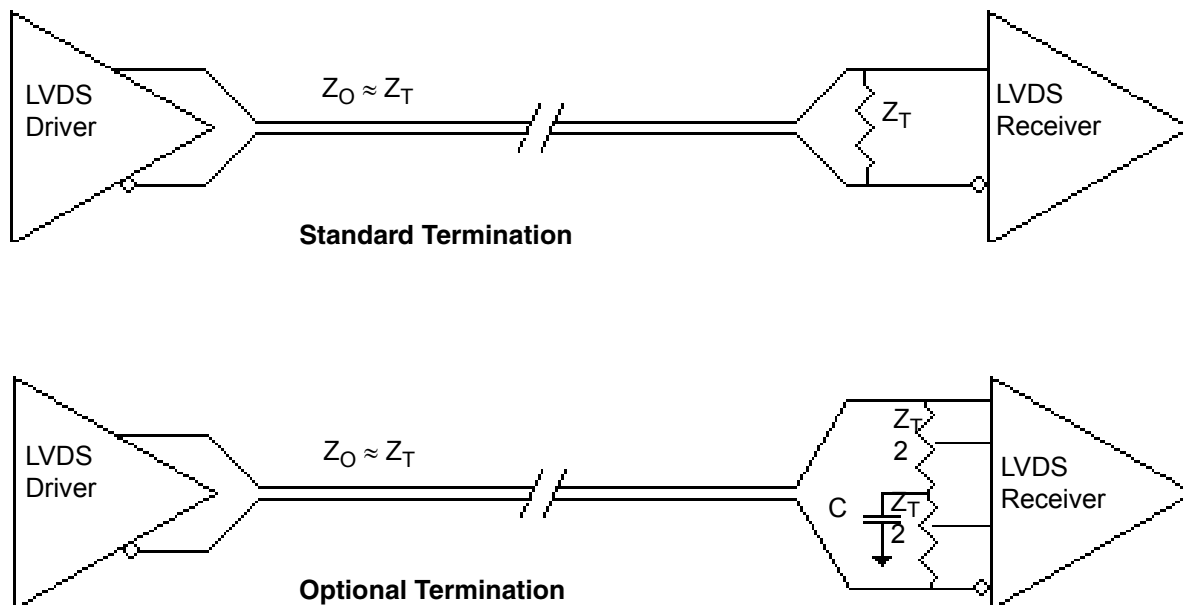 LVDS
Driver
Z_O ≈ Z_T
Z_T
LVDS
Receiver
Standard Termination
LVDS
Driver
Z_O ≈ Z_T
Z_T
2
C
Z_T
2
LVDS
Receiver
Optional Termination